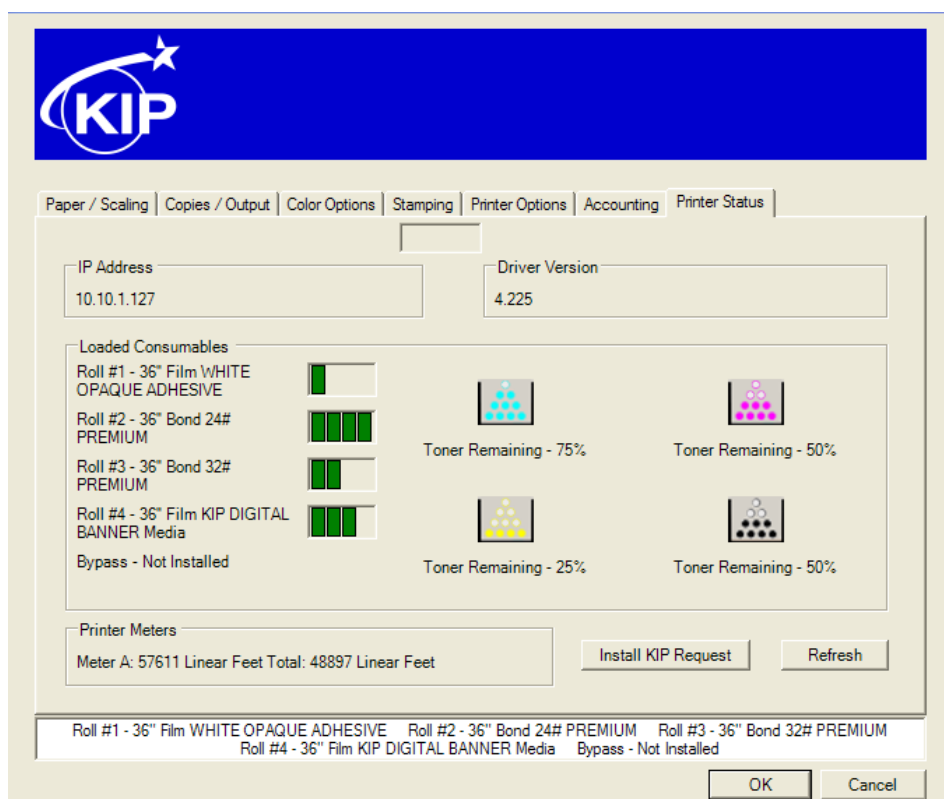 KIP
Paper / Scaling Copies / Output Color Options Stamping Printer Options Accounting Printer Status
IP Address
10.10.1.127
Driver Version
4.225
Loaded Consumables
Roll #1 - 36" Film WHITE
OPAQUE ADHESIVE
Roll #2 - 36" Bond 24#
PREMIUM
Roll #3 - 36" Bond 32#
PREMIUM
Roll #4 - 36" Film KIP DIGITAL
BANNER Media
Bypass - Not Installed
Toner Remaining - 75%
Toner Remaining - 50%
Toner Remaining - 25%
Toner Remaining - 50%
Printer Meters
Meter A: 57611 Linear Feet Total: 48897 Linear Feet
Install KIP Request
Refresh
Roll #1 - 36" Film WHITE OPAQUE ADHESIVE Roll #2 - 36" Bond 24# PREMIUM Roll #3 - 36" Bond 32# PREMIUM
Roll #4 - 36" Film KIP DIGITAL BANNER Media Bypass - Not Installed
OK Cancel